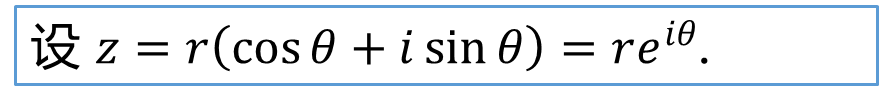 设 z = r(cos θ + i sin θ) = re^{iθ}.